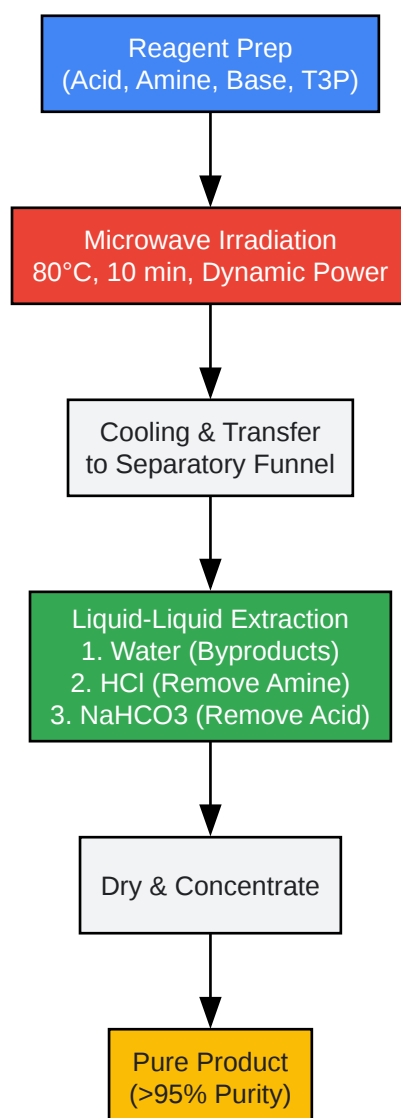 Reagent Prep
(Acid, Amine, Base, T3P)
Microwave Irradiation
80°C, 10 min, Dynamic Power
Cooling & Transfer
to Separatory Funnel
Liquid-Liquid Extraction
1. Water (Byproducts)
2. HCl (Remove Amine)
3. NaHCO3 (Remove Acid)
Dry & Concentrate
Pure Product
(>95% Purity)